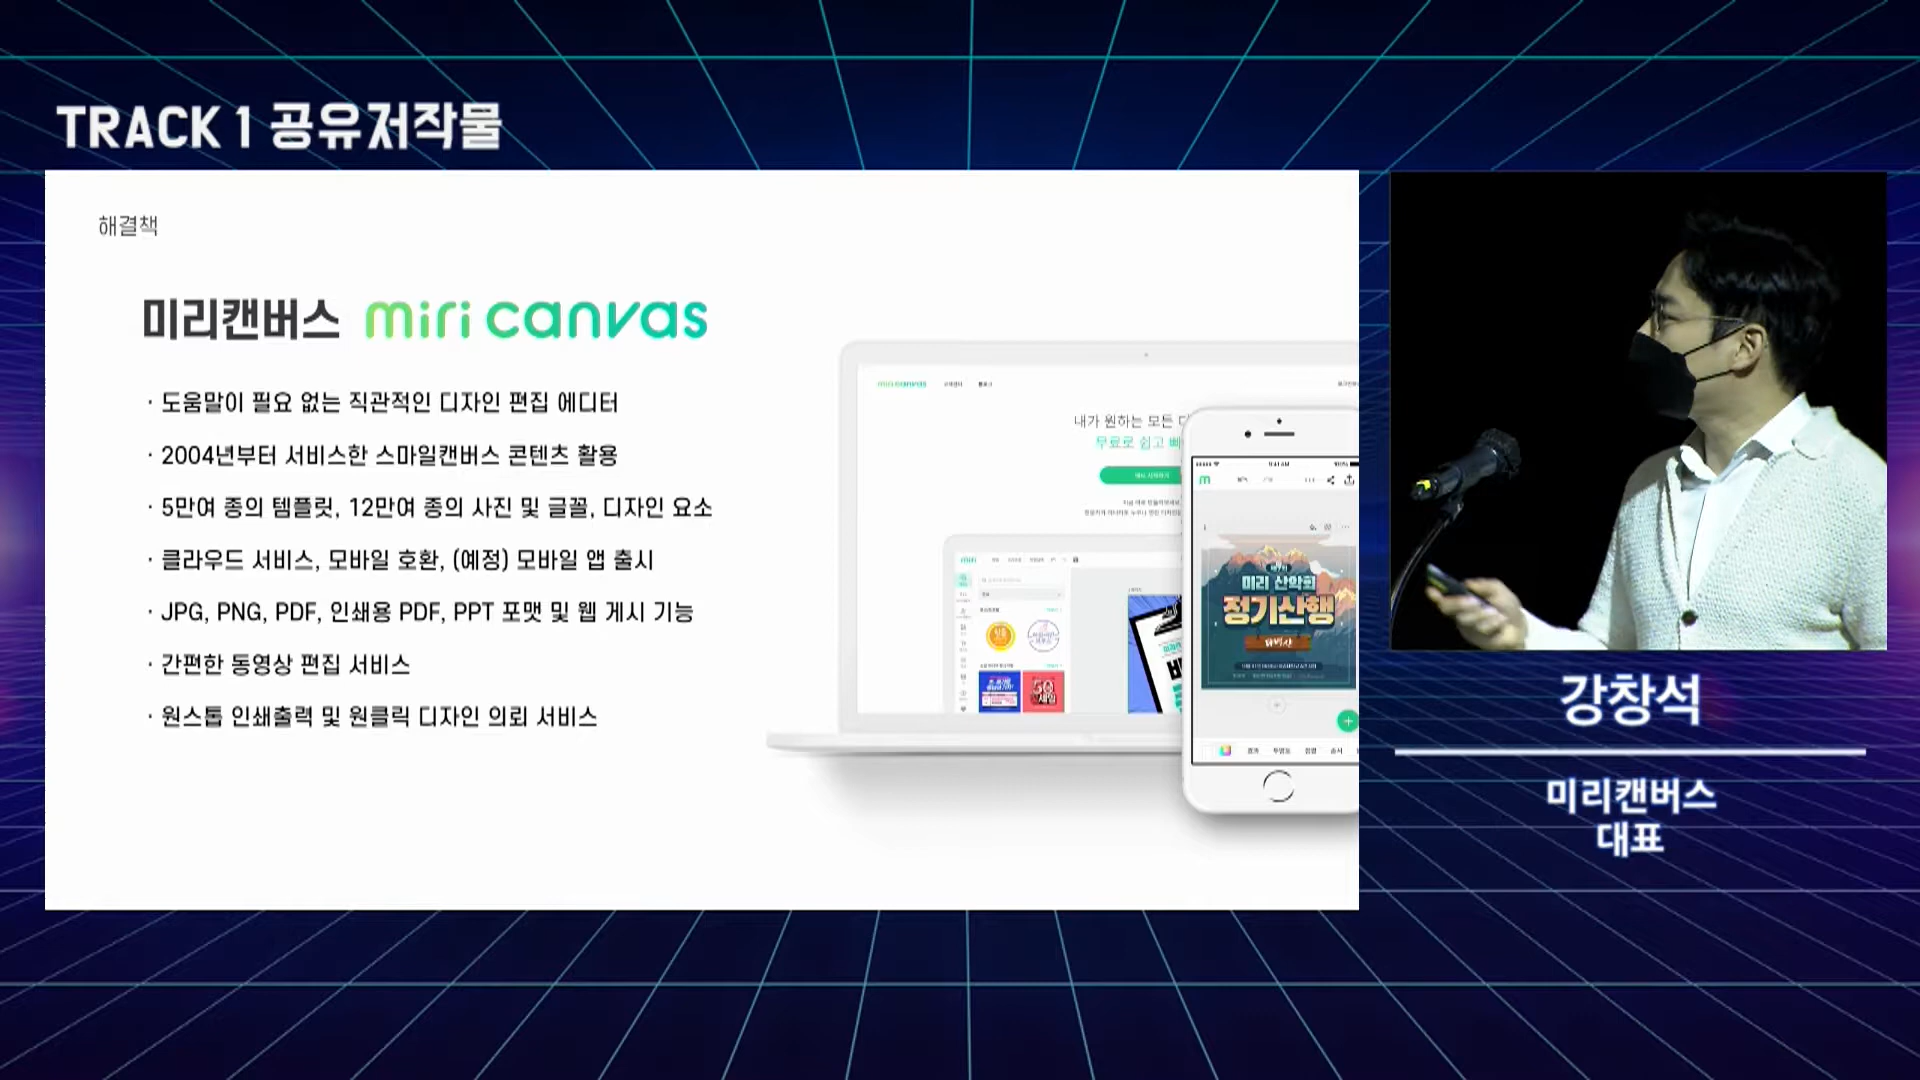 TRACK 1 공유저작물
해결책
미리캔버스 miri canvas
· 도움말이 필요 없는 직관적인 디자인 편집 에디터
· 2004년부터 서비스한 스마일캔버스 콘텐츠 활용
· 5만여 종의 템플릿, 12만여 종의 사진 및 글꼴, 디자인 요소
· 클라우드 서비스, 모바일 호환, (예정) 모바일 앱 출시
· JPG, PNG, PDF, 인쇄용 PDF, PPT 포맷 및 웹 게시 기능
· 간편한 동영상 편집 서비스
· 원스톱 인쇄출력 및 원클릭 디자인 의뢰 서비스
miri canvas
내가 원하는 모든 디
무료로 쉽고 빠
9:41 AM
미리 산악회
정기산행
50
세일
강창석
미리캔버스
대표